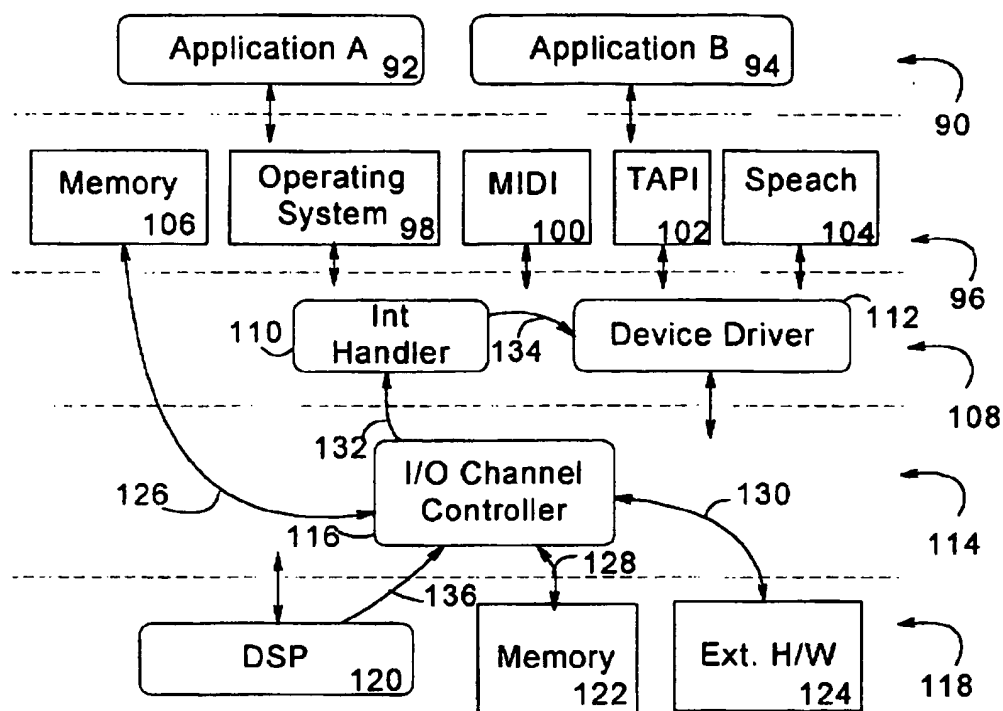 Application A
92
Application B
94
90
Memory
106
Operating
System
98
MIDI
100
TAPI
102
Speach
104
96
110
Int
Handler
134
Device Driver
112
108
132
126
I/O Channel
Controller
116
130
114
128
136
DSP
120
Memory
122
Ext. H/W
124
118